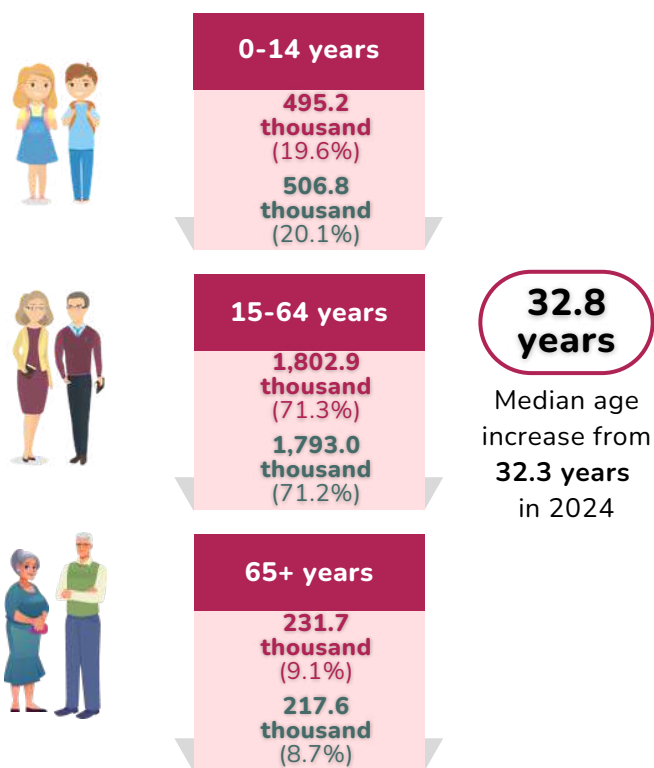 0-14 years
495.2
thousand
(19.6%)
506.8
thousand
(20.1%)
15-64 years
1,802.9
thousand
(71.3%)
1,793.0
thousand
(71.2%)
32.8
years
Median age
increase from
32.3 years
in 2024
65+ years
231.7
thousand
(9.1%)
217.6
thousand
(8.7%)